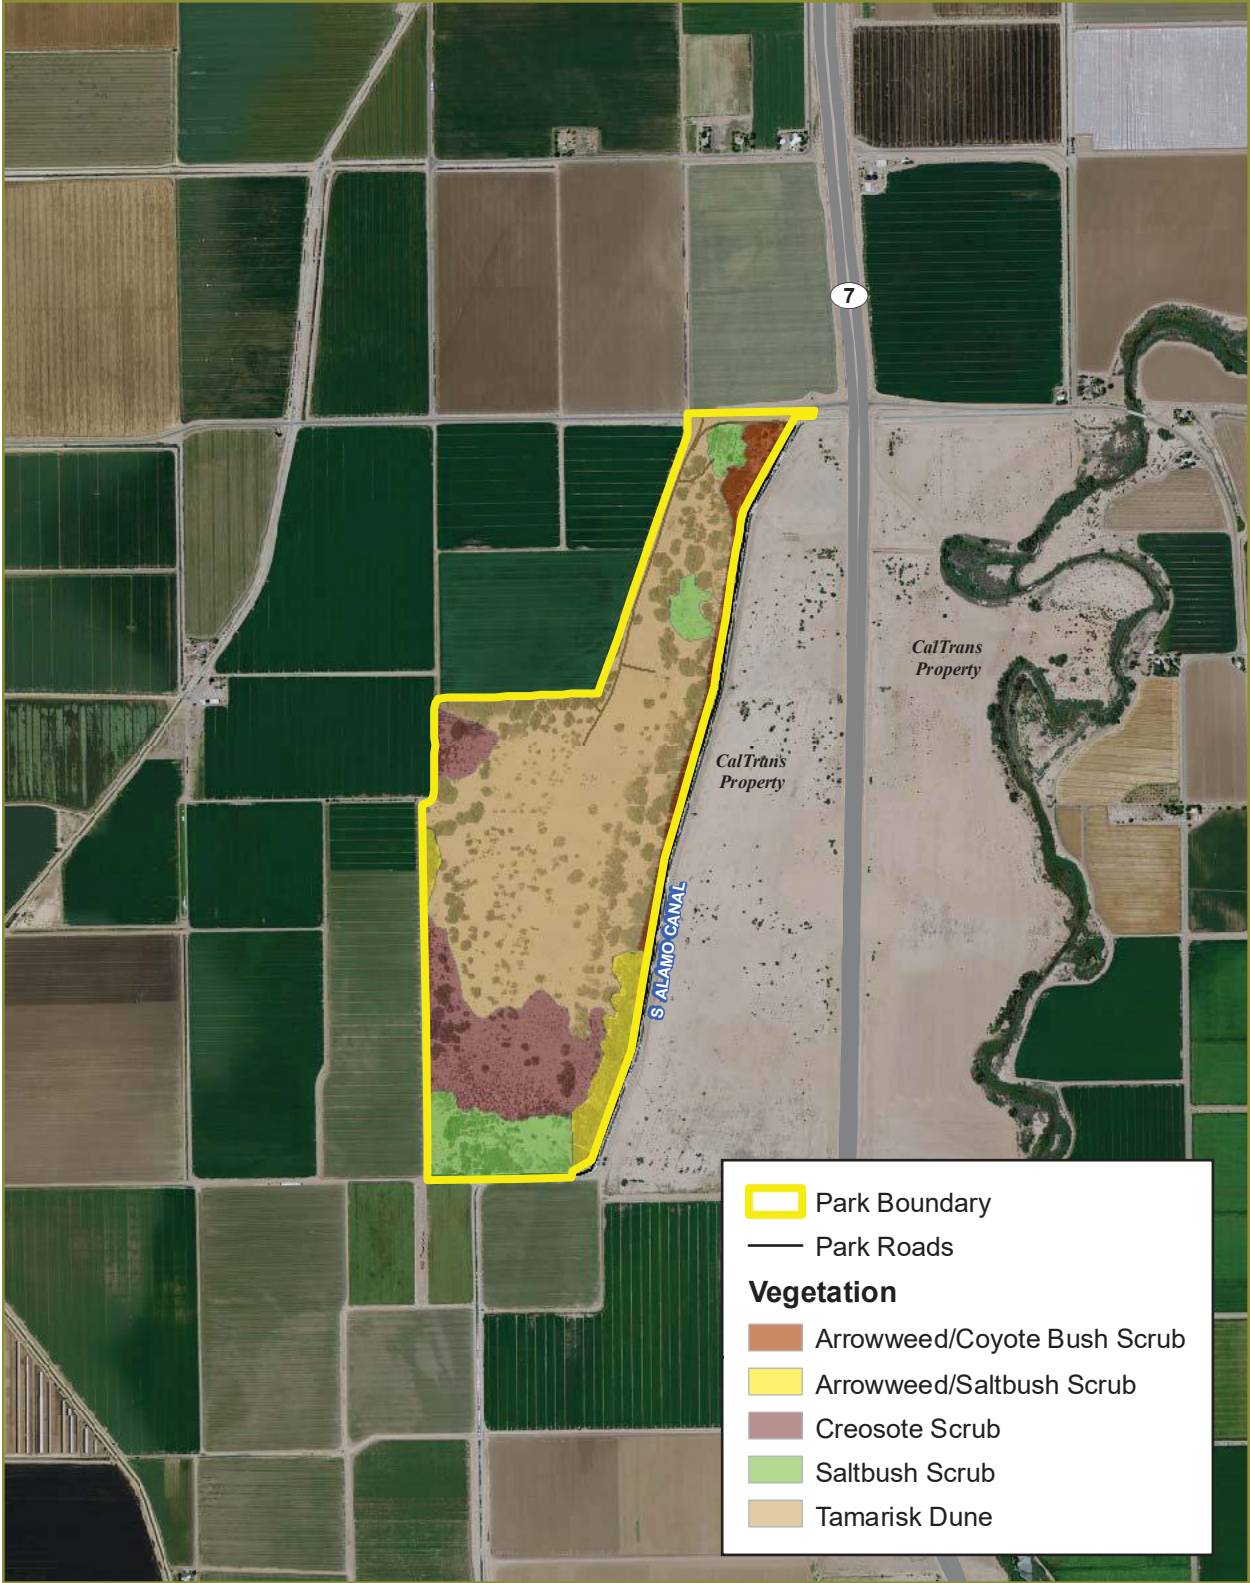 7
CalTrans
Property
CalTrans
Property
S ALAMO CANAL
Park Boundary
Park Roads
Vegetation
Arrowweed/Coyote Bush Scrub
Arrowweed/Saltbush Scrub
Creosote Scrub
Saltbush Scrub
Tamarisk Dune